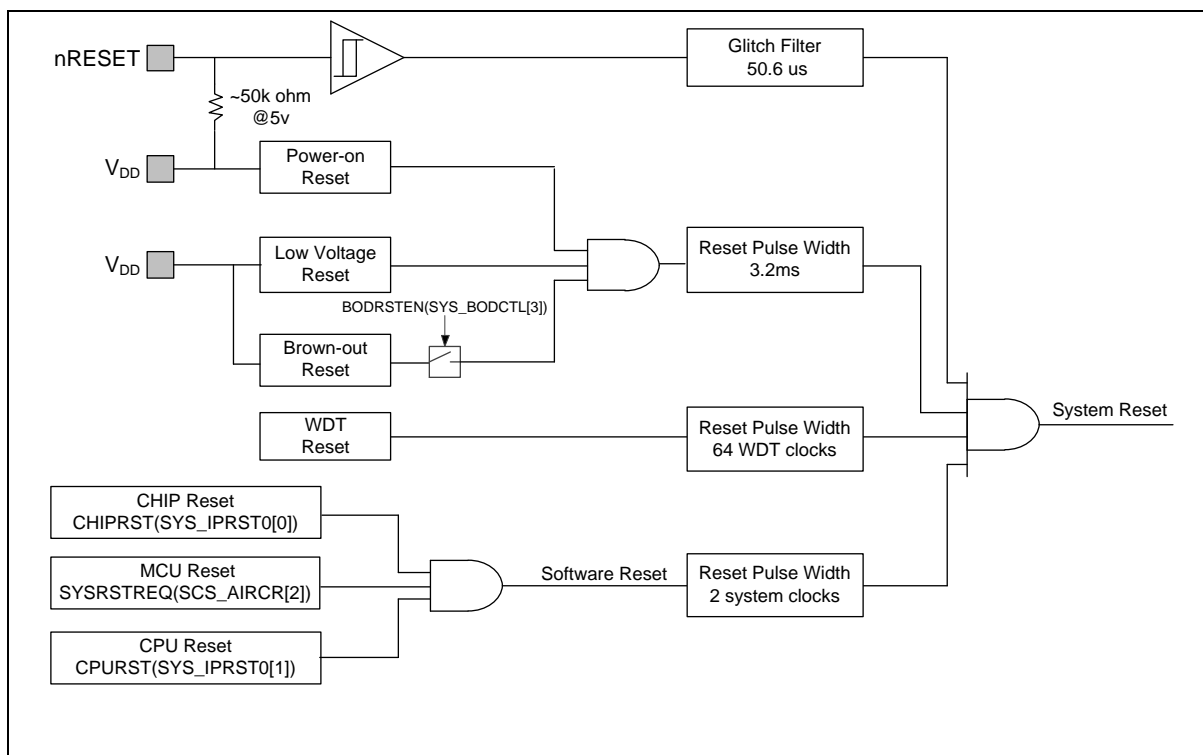 nRESET
Glitch Filter
50.6 us
~50k ohm
@5v
VDD
Power-on
Reset
VDD
Low Voltage
Reset
Reset Pulse Width
3.2ms
BODRSTEN(SYS_BODCTL[3])
Brown-out
Reset
WDT
Reset
Reset Pulse Width
64 WDT clocks
System Reset
CHIP Reset
CHIPRST(SYS_IPRST0[0])
MCU Reset
SYSRSTREQ(SCS_AIRCR[2])
Software Reset
Reset Pulse Width
2 system clocks
CPU Reset
CPURST(SYS_IPRST0[1])